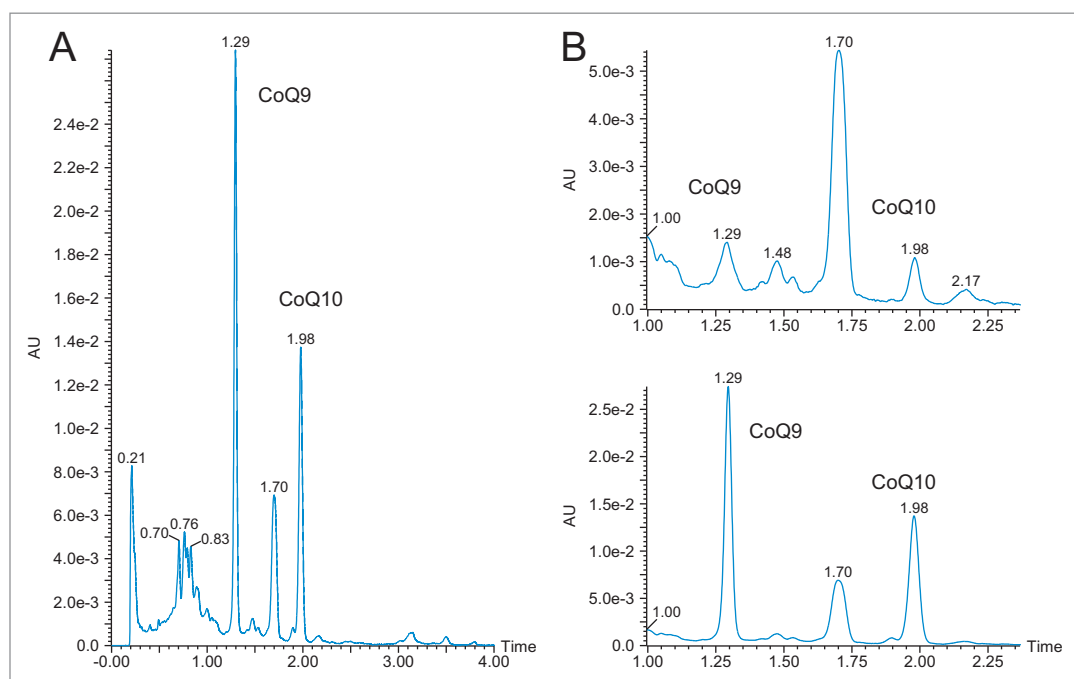 A
1.29
CoQ9
2.4e-2
2.2e-2
2.0e-2
1.8e-2
1.6e-2
CoQ10
1.98
1.4e-2
AU
1.2e-2
1.0e-2
0.21
8.0e-3
1.70
0.76
6.0e-3
0.70
0.83
4.0e-3
2.0e-3
0.0
Time
-0.00
1.00
2.00
3.00
4.00
B
1.70
5.0e-3
4.0e-3
AU
3.0e-3
CoQ9
CoQ10
2.0e-3
1.00
1.29
1.48
1.98
1.0e-3
2.17
0.0
1.00
1.25
1.50
1.75
2.00
2.25
1.29
2.5e-2
CoQ9
2.0e-2
CoQ10
1.5e-2
1.98
AU
1.0e-2
1.70
5.0e-3
1.00
0.0
Time
1.00
1.25
1.50
1.75
2.00
2.25